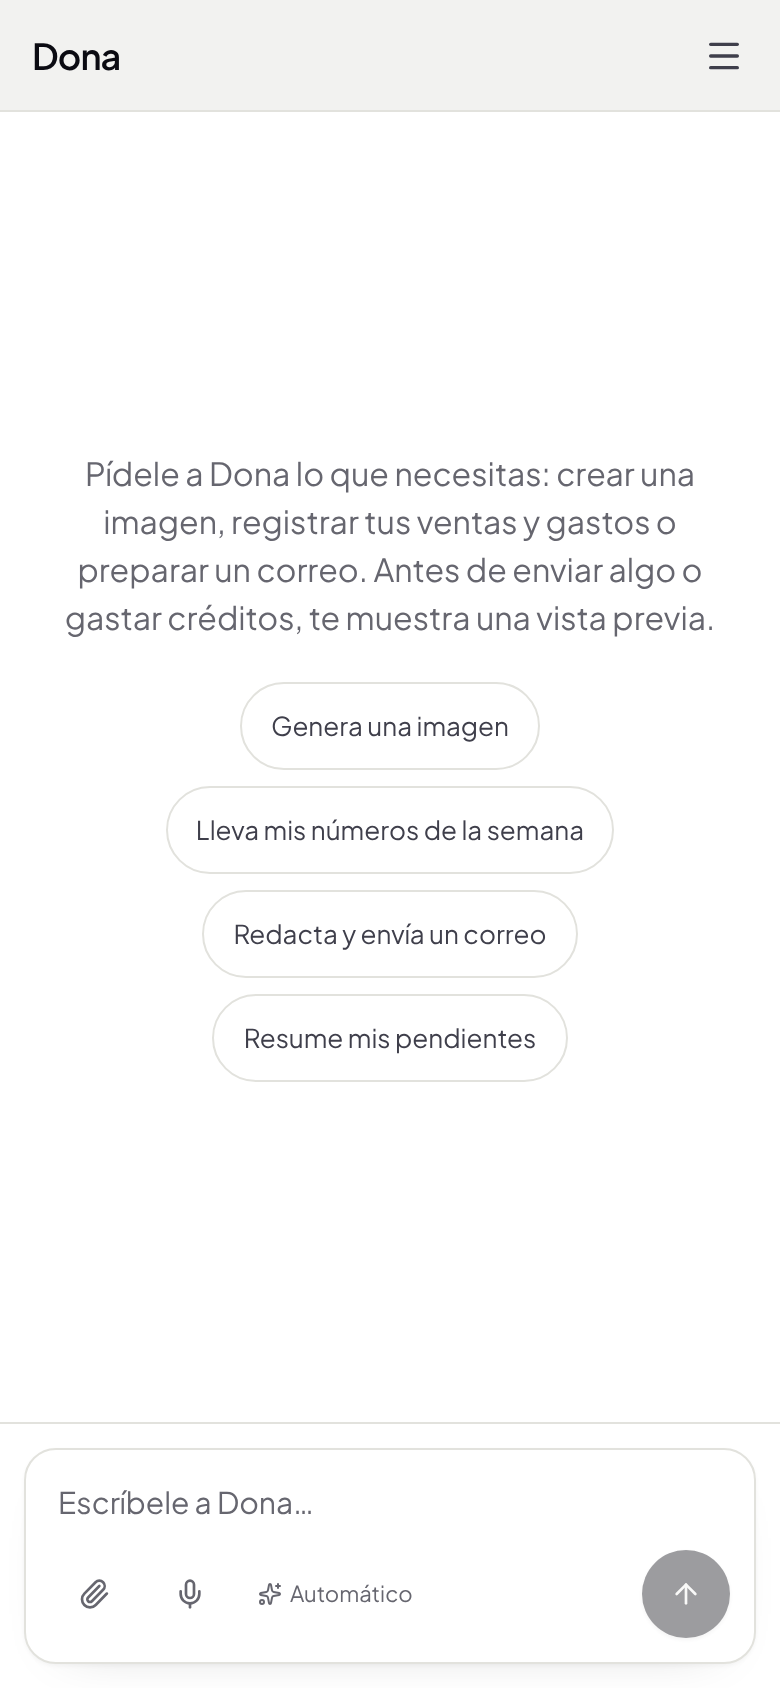 Dona
Pídele a Dona lo que necesitas: crear una
imagen, registrar tus ventas y gastos o
preparar un correo. Antes de enviar algo o
gastar créditos, te muestra una vista previa.
Genera una imagen
Lleva mis números de la semana
Redacta y envía un correo
Resume mis pendientes
Escríbele a Dona…
Automático